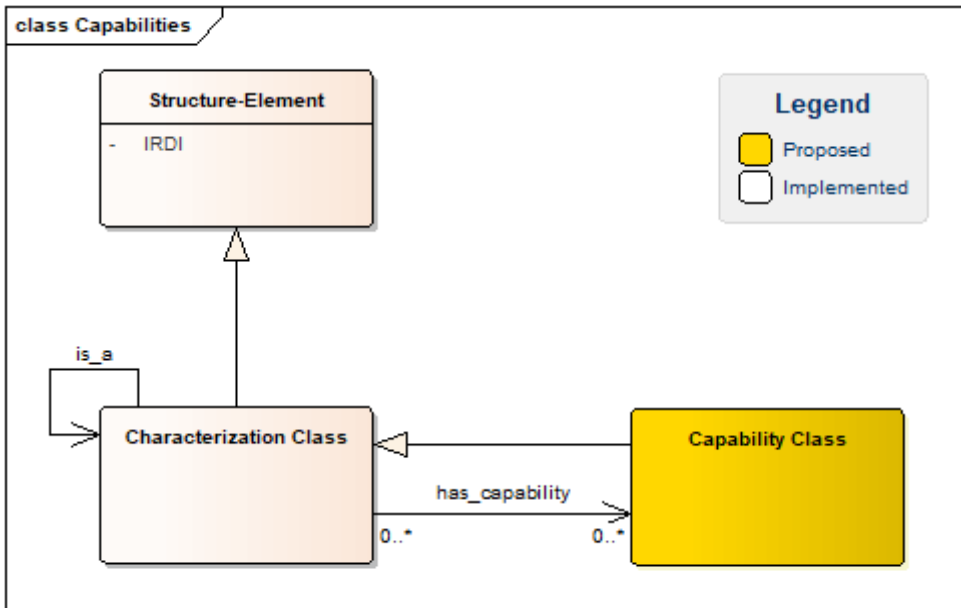 class Capabilities
Structure-Element
- IRDI
Legend
Proposed
Implemented
is_a
Characterization Class
Capability Class
has_capability
0..*
0..*